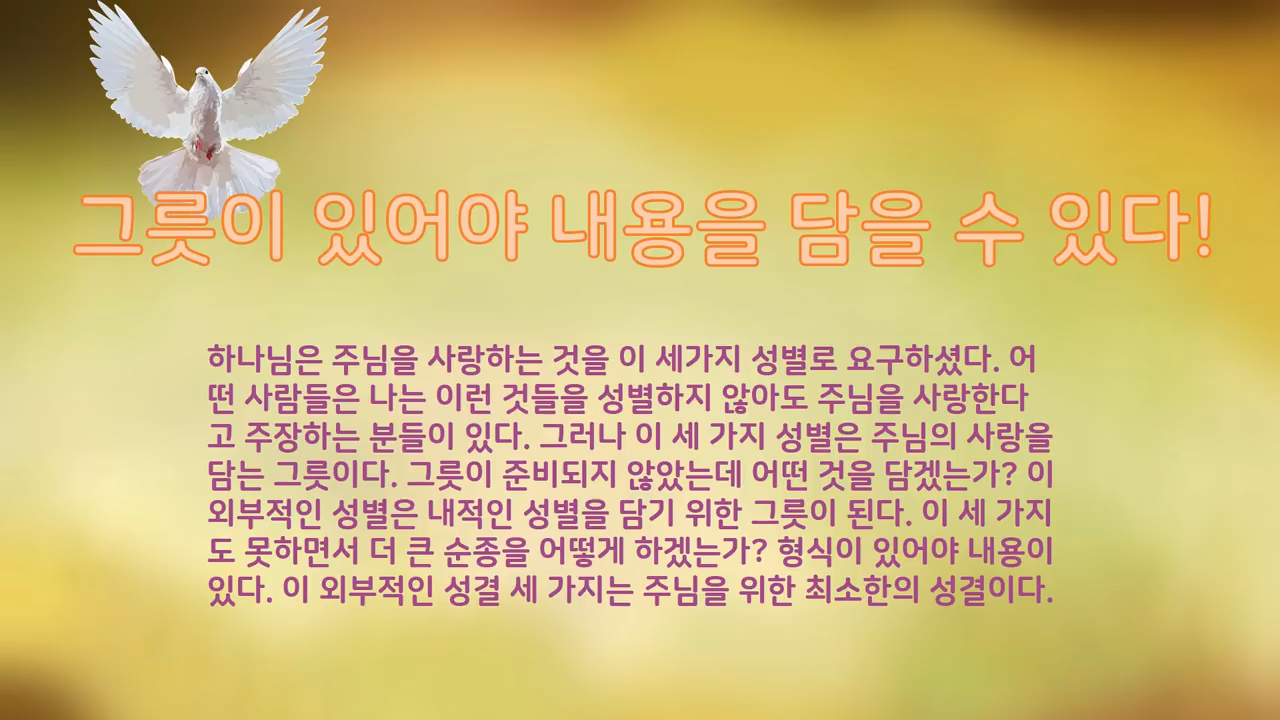 그릇이 있어야 내용을 담을 수 있다!
하나님은 주님을 사랑하는 것을 이 세가지 성별로 요구하셨다. 어
떤 사람들은 나는 이런 것들을 성별하지 않아도 주님을 사랑한다
고 주장하는 분들이 있다. 그러나 이 세 가지 성별은 주님의 사랑을
담는 그릇이다. 그릇이 준비되지 않았는데 어떤 것을 담겠는가? 이
외부적인 성별은 내적인 성별을 담기 위한 그릇이 된다. 이 세 가지
도 못하면서 더 큰 순종을 어떻게 하겠는가? 형식이 있어야 내용이
있다. 이 외부적인 성결 세 가지는 주님을 위한 최소한의 성결이다.